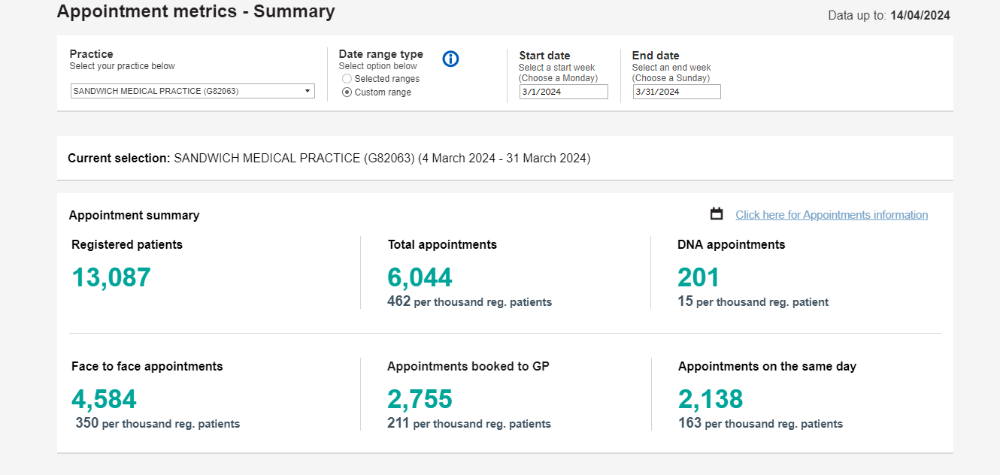 Appointment metrics - Summary
Data up to: 14/04/2024
Practice
Select your practice below
SANDWICH MEDICAL PRACTICE (G82063)
Date range type
Select option below
Selected ranges
Custom range
Start date
Select a start week
(Choose a Monday)
3/1/2024
End date
Select an end week
(Choose a Sunday)
3/31/2024
Current selection: SANDWICH MEDICAL PRACTICE (G82063) (4 March 2024 - 31 March 2024)
Appointment summary
Click here for Appointments information
Registered patients
13,087
Total appointments
6,044
462 per thousand reg. patients
DNA appointments
201
15 per thousand reg. patient
Face to face appointments
4,584
350 per thousand reg. patients
Appointments booked to GP
2,755
211 per thousand reg. patients
Appointments on the same day
2,138
163 per thousand reg. patients